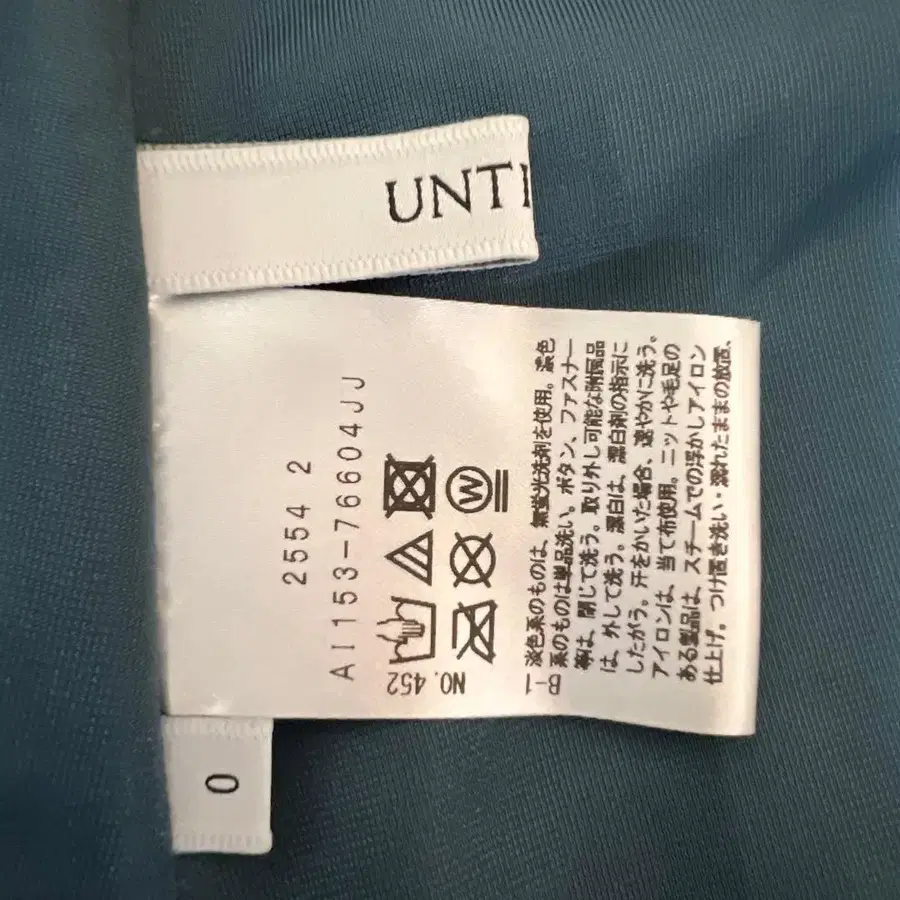 UNTI
2554 2
AI153-76604JJ
NO.452
W
B-1
淡色系のものは、無蛍光洗剤を使用。濃色
系のものは単品洗い。ボタン、ファスナー
等は、閉じて洗う。取り外し可能な附属品
は、外して洗う。漂白は、漂白剤の指示に
したがう。汗をかいた場合、速やかに洗う。
アイロンは、当て布使用。ニットや毛足の
ある製品は、スチームでの浮かしアイロン
仕上げ。つけ置き洗い・濡れたままの放置、
0